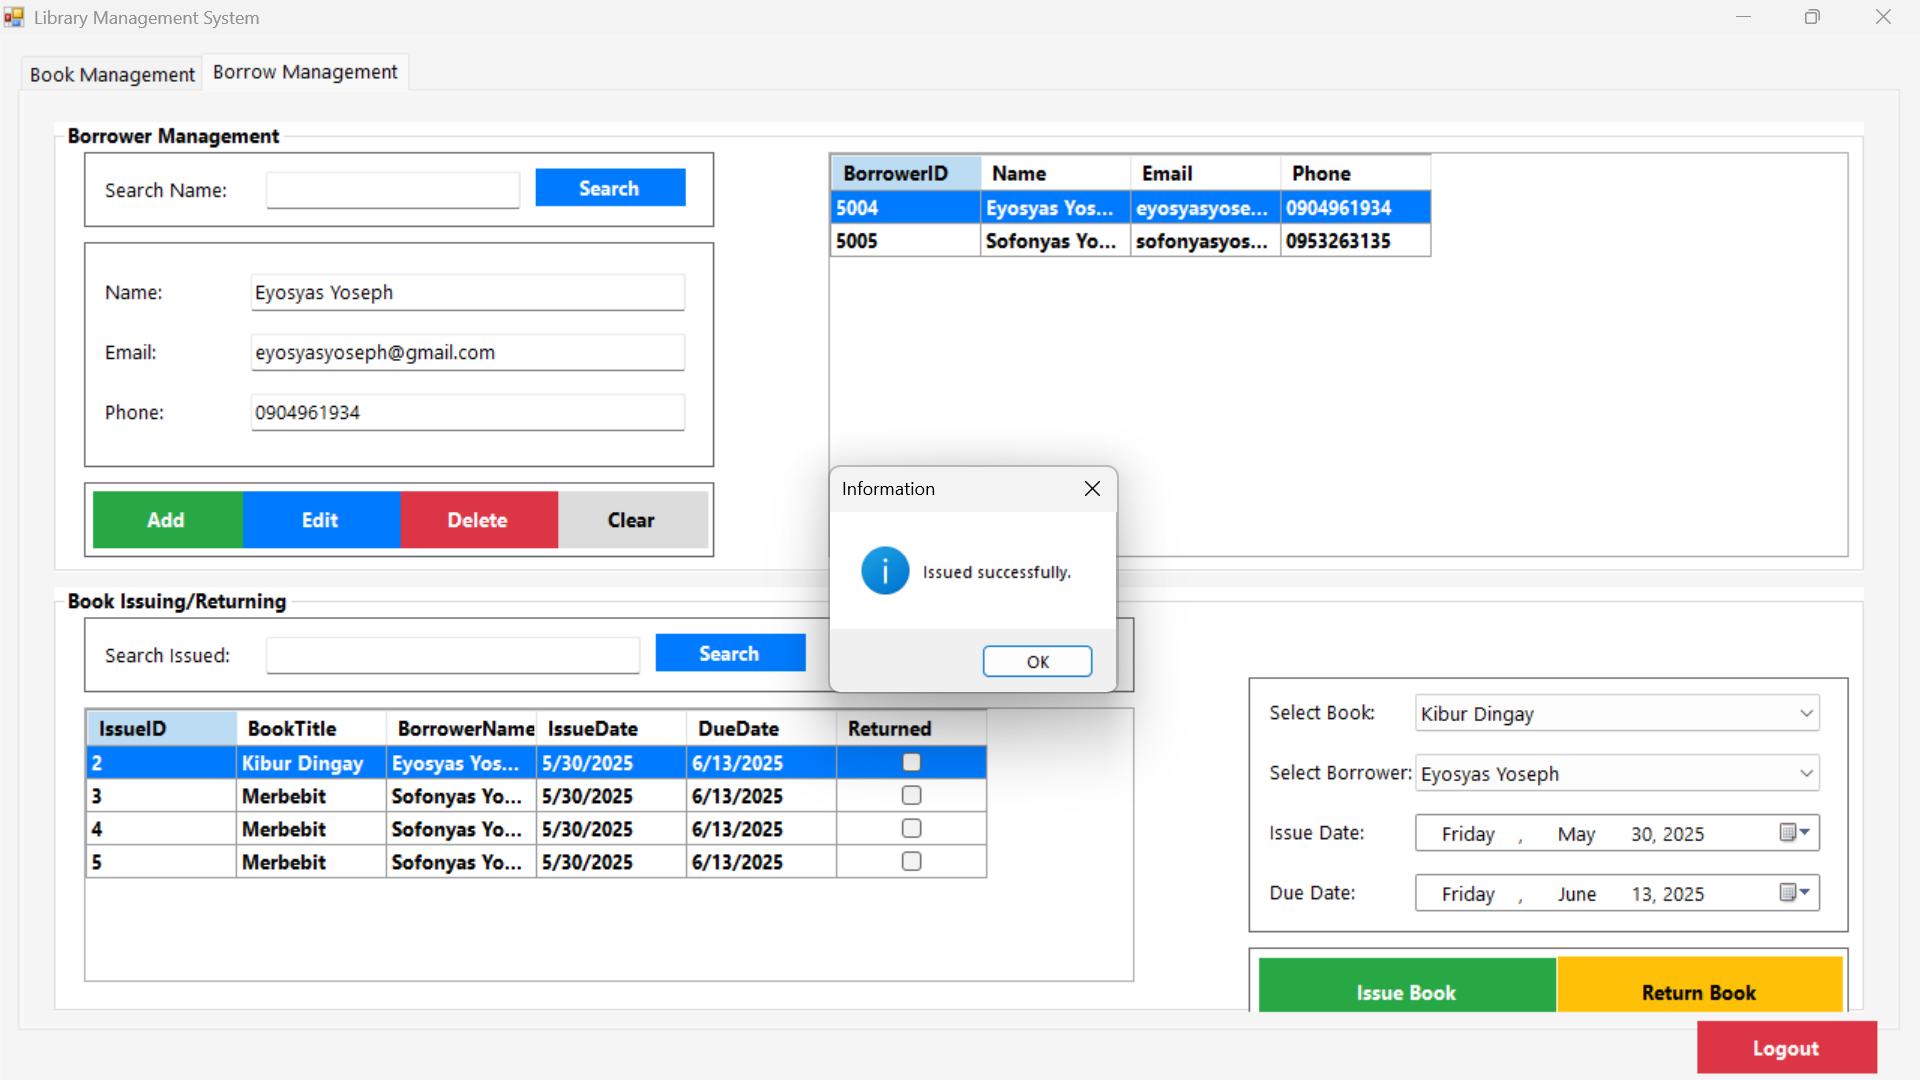 Library Management System
Book Management
Borrow Management
Borrower Management
Search Name:
Search
Name:
Eyosyas Yoseph
Email:
eyosyasyoseph@gmail.com
Phone:
0904961934
Add
Edit
Delete
Clear
BorrowerID Name Email Phone
5004 Eyosyas Yos... eyosyasyose... 0904961934
5005 Sofonyas Yo... sofonyasyos... 0953263135
Information
Issued successfully.
OK
Book Issuing/Returning
Search Issued:
Search
IssueID BookTitle BorrowerName IssueDate DueDate Returned
2 Kibur Dingay Eyosyas Yos... 5/30/2025 6/13/2025
3 Merbebit Sofonyas Yo... 5/30/2025 6/13/2025
4 Merbebit Sofonyas Yo... 5/30/2025 6/13/2025
5 Merbebit Sofonyas Yo... 5/30/2025 6/13/2025
Select Book:
Kibur Dingay
Select Borrower:
Eyosyas Yoseph
Issue Date:
Friday , May 30, 2025
Due Date:
Friday , June 13, 2025
Issue Book
Return Book
Logout